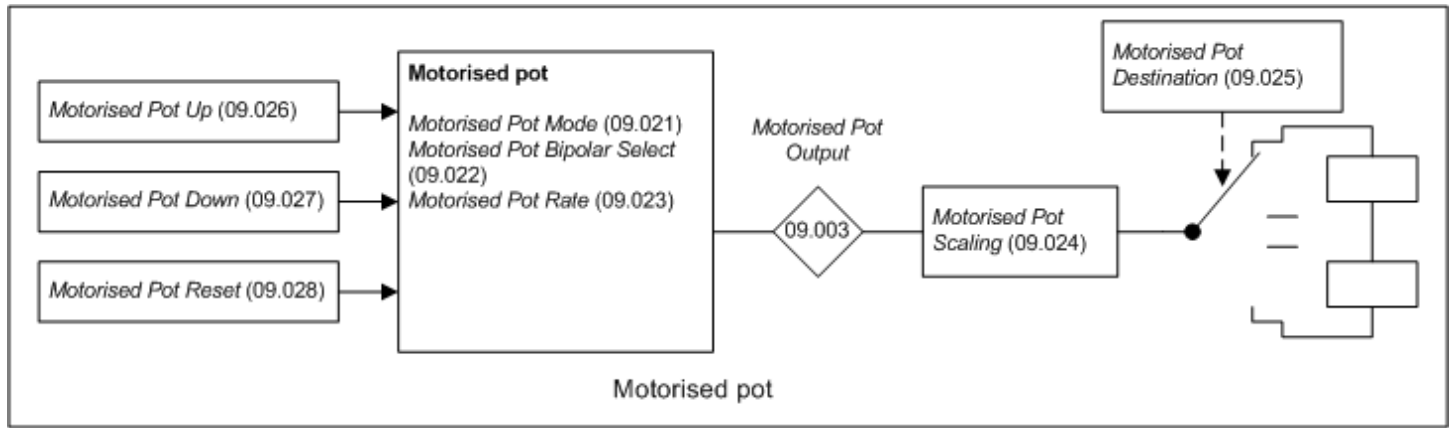 Motorised Pot Up (09.026)
Motorised Pot Down (09.027)
Motorised Pot Reset (09.028)
Motorised pot
Motorised Pot Mode (09.021)
Motorised Pot Bipolar Select
(09.022)
Motorised Pot Rate (09.023)
Motorised Pot
Output
09.003
Motorised Pot
Scaling (09.024)
Motorised Pot
Destination (09.025)
Motorised pot